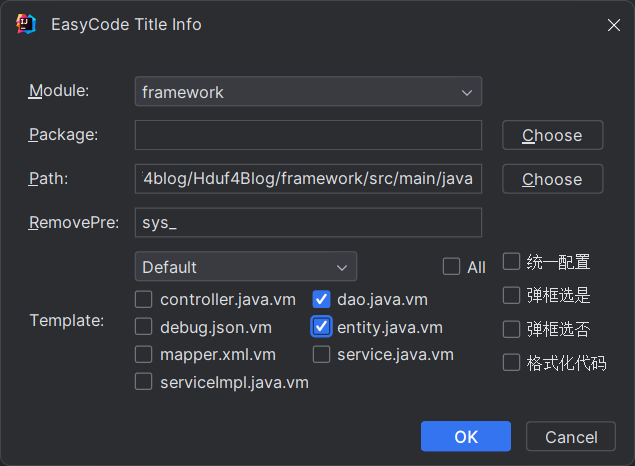 EasyCode Title Info
Module: framework
Package: Choose
Path: 4blog/Hduf4Blog/framework/src/main/java Choose
RemovePre: sys_
Default All 统一配置
controller.java.vm dao.java.vm 弹框选是
Template: debug.json.vm entity.java.vm 弹框选否
mapper.xml.vm service.java.vm 格式化代码
serviceImpl.java.vm
OK Cancel